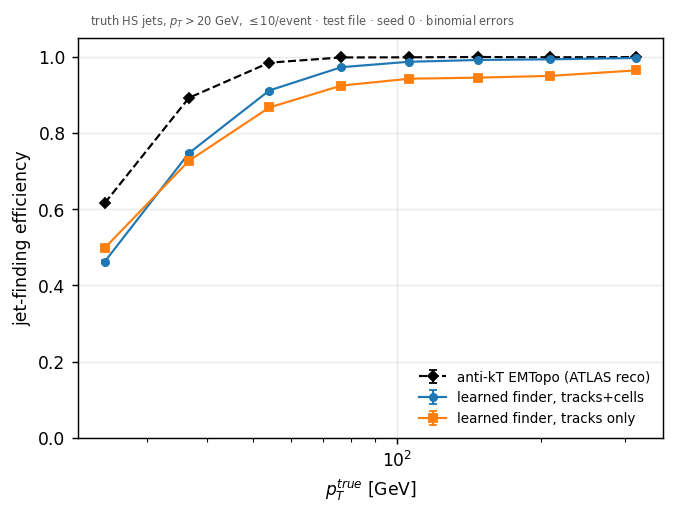 truth HS jets, p_T > 20 GeV, ≤10/event · test file · seed 0 · binomial errors
1.0
0.8
0.6
0.4
0.2
0.0
jet-finding efficiency
anti-kT EMTopo (ATLAS reco)
learned finder, tracks+cells
learned finder, tracks only
10^2
p_T^true [GeV]